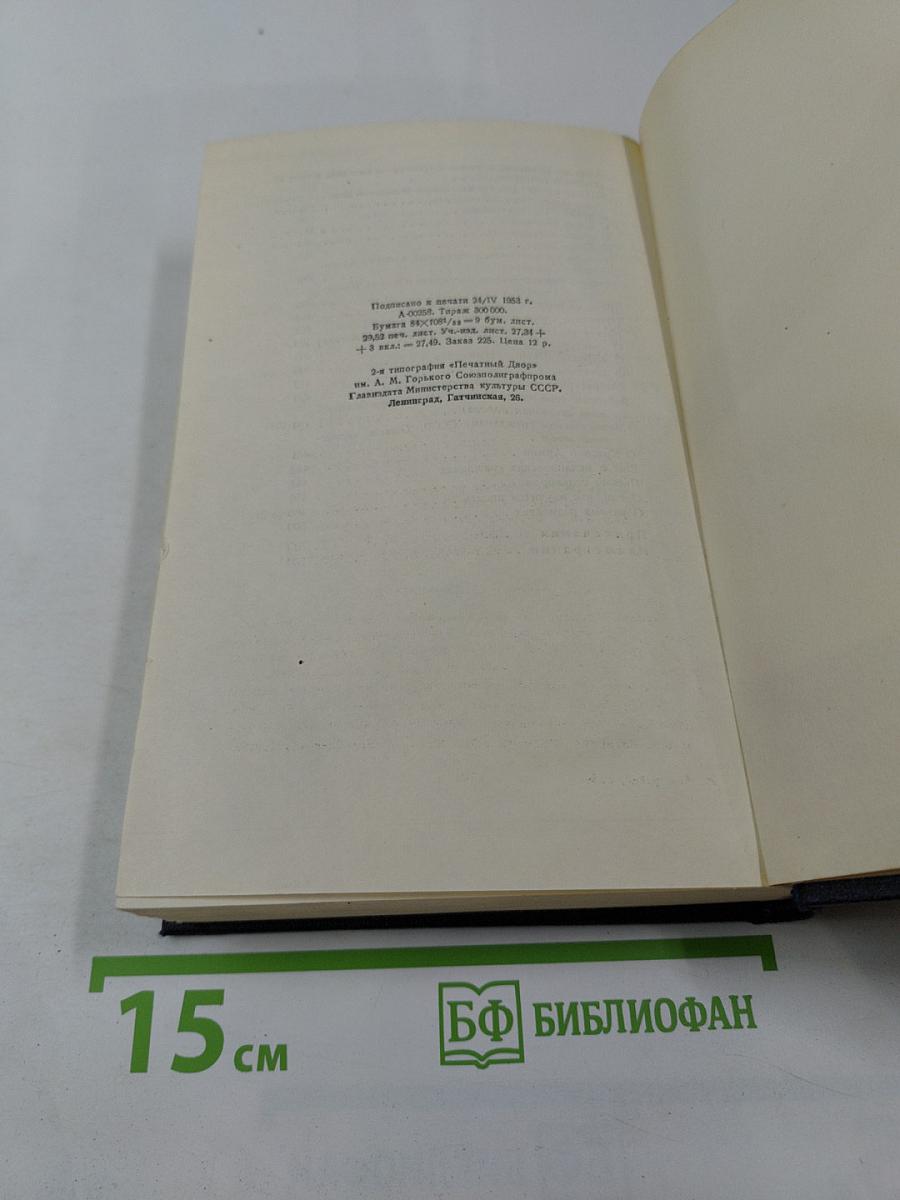 Подписано к печати 24/IV 1953 г.
А-00358. Тираж 300 000.
Бумага 84×108¹/₃₂ — 9 бум. лист.
29,52 печ. лист. Уч.-изд. лист. 27,34 +
+ 3 вкл. = 27,49. Заказ 225. Цена 12 р.
2-я типография «Печатный Двор»
им. А. М. Горького Союзполиграфпрома
Главиздата Министерства культуры СССР.
Ленинград, Гатчинская, 26.
15 см
БФ БИБЛИОФАН